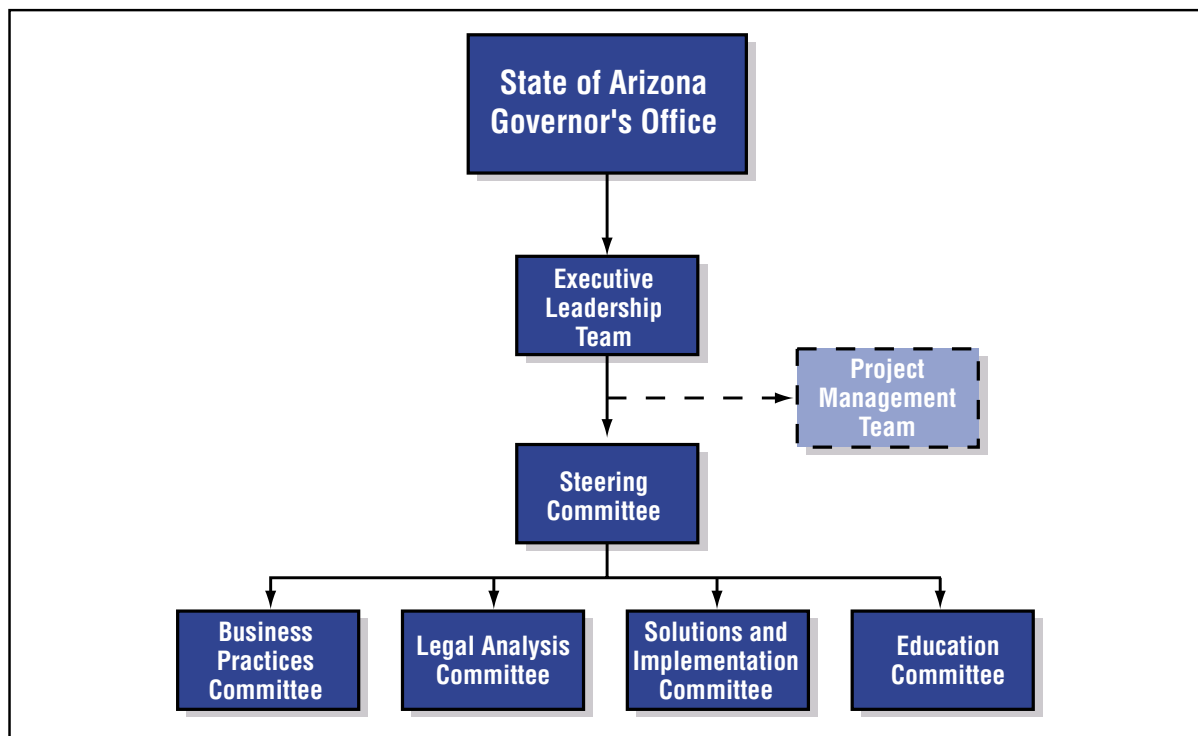 State of Arizona
Governor's Office
Executive
Leadership
Team
Project
Management
Team
Steering
Committee
Business
Practices
Committee
Legal Analysis
Committee
Solutions and
Implementation
Committee
Education
Committee